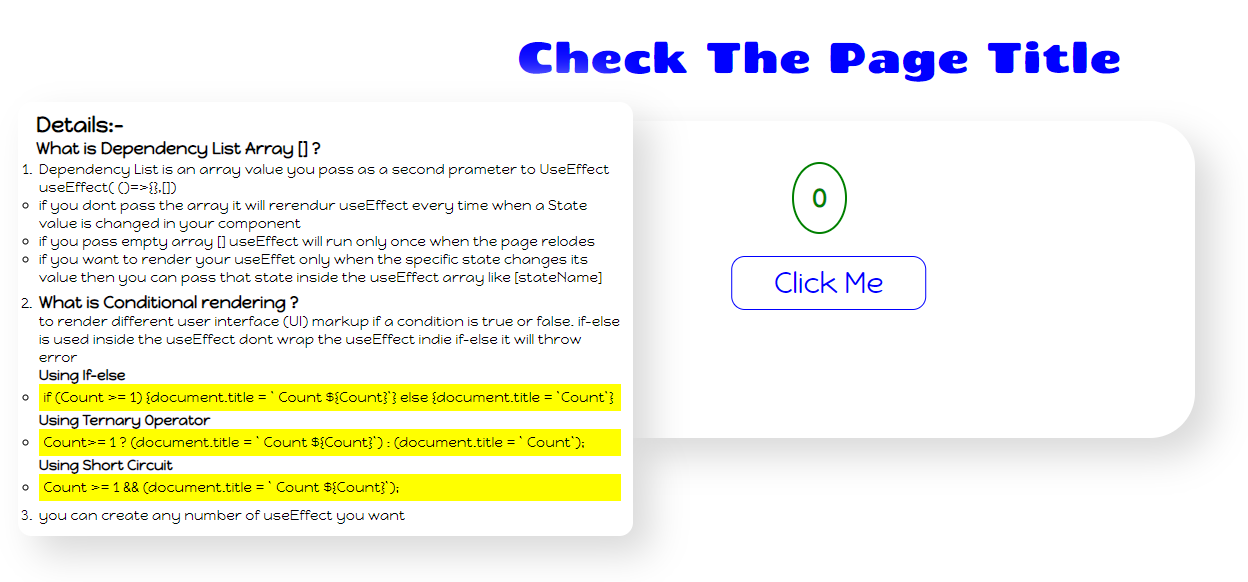 Check The Page Title
Details:-
What is Dependency List Array [] ?
1. Dependency List is an array value you pass as a second prameter to UseEffect
useEffect( ()=>{},[])
if you dont pass the array it will rerendur useEffect every time when a State
value is changed in your component
if you pass empty array [] useEffect will run only once when the page relodes
if you want to render your useEffet only when the specific state changes its
value then you can pass that state inside the useEffect array like [stateName]
2. What is Conditional rendering ?
to render different user interface (UI) markup if a condition is true or false. if-else
is used inside the useEffect dont wrap the useEffect indie if-else it will throw
error
Using If-else
if (Count >= 1) {document.title = ` Count ${Count}`} else {document.title = `Count`}
Using Ternary Operator
Count>= 1 ? (document.title = ` Count ${Count}`) : (document.title = ` Count`);
Using Short Circuit
Count >= 1 && (document.title = ` Count ${Count}`);
3. you can create any number of useEffect you want
0
Click Me